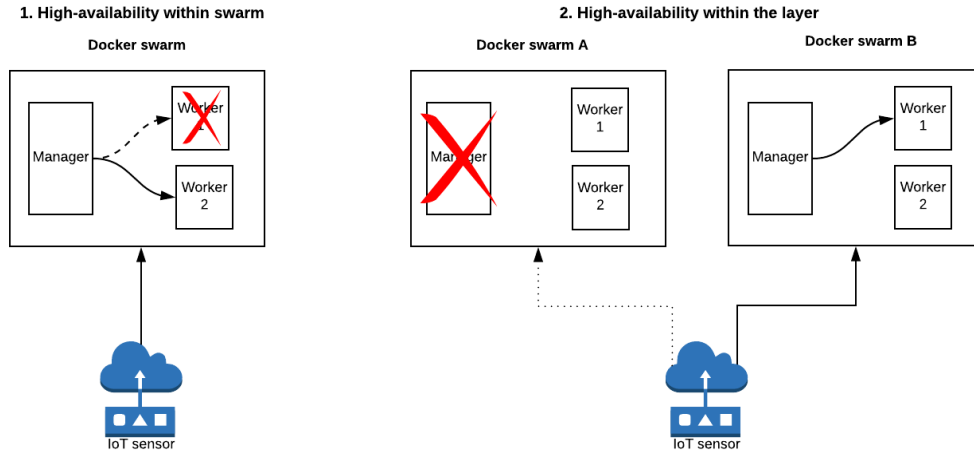 1. High-availability within swarm
Docker swarm
Manager
Worker
1
Worker
2
IoT sensor
2. High-availability within the layer
Docker swarm A
Manager
Worker
1
Worker
2
Docker swarm B
Manager
Worker
1
Worker
2
IoT sensor